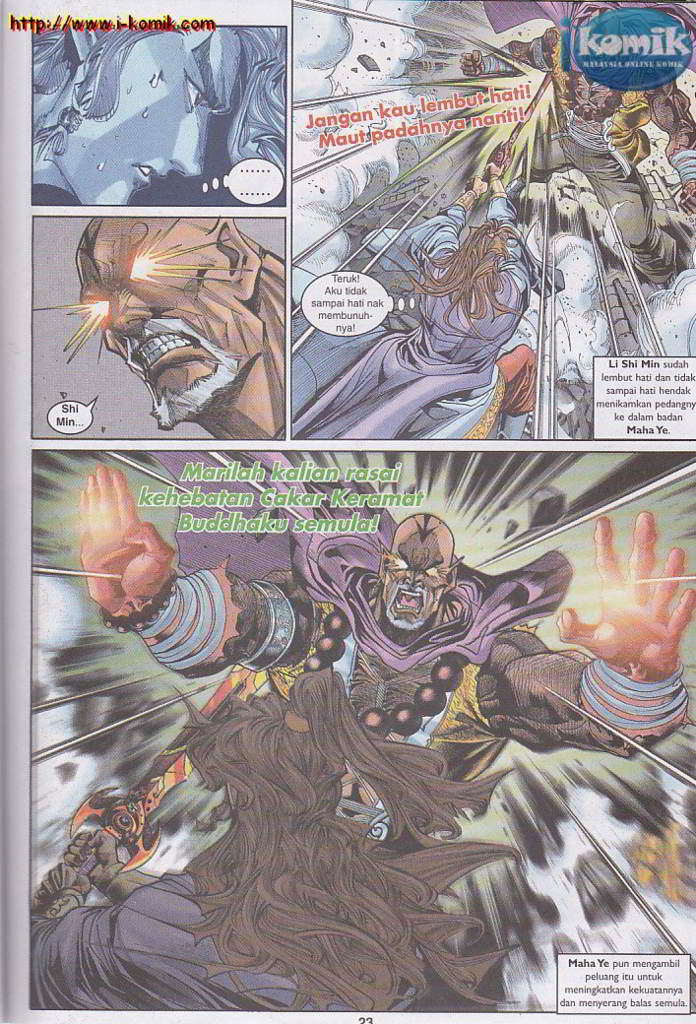 http://www.i-komik.com
komik
MALAYSIA ONLINE KOMIK
......
......
Jangan kau lembut hati!
Maut padahnya nanti!
Teruk!
Aku tidak
sampai hati nak
membunuh-
nya!
Li Shi Min sudah
lembut hati dan tidak
sampai hati hendak
menikamkan pedangny
ke dalam badan
Maha Ye.
Shi
Min...
Marilah kalian rasai
kehebatan Cakar Keramat
Buddhaku semula!
Maha Ye pun mengambil
peluang itu untuk
meningkatkan kekuatannya
dan menyerang balas semula.
23